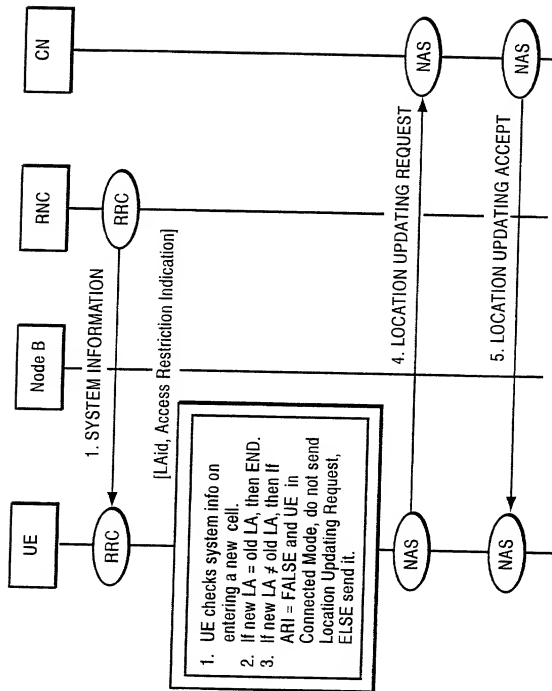 UE
Node B
RNC
CN
RRC
1. SYSTEM INFORMATION
RRC
[LAid, Access Restriction Indication]
1. UE checks system info on
entering a new cell.
2. If new LA = old LA, then END.
3. If new LA ≠ old LA, then If
ARI = FALSE and UE in
Connected Mode, do not send
Location Updating Request,
ELSE send it.
NAS
4. LOCATION UPDATING REQUEST
NAS
NAS
5. LOCATION UPDATING ACCEPT
NAS